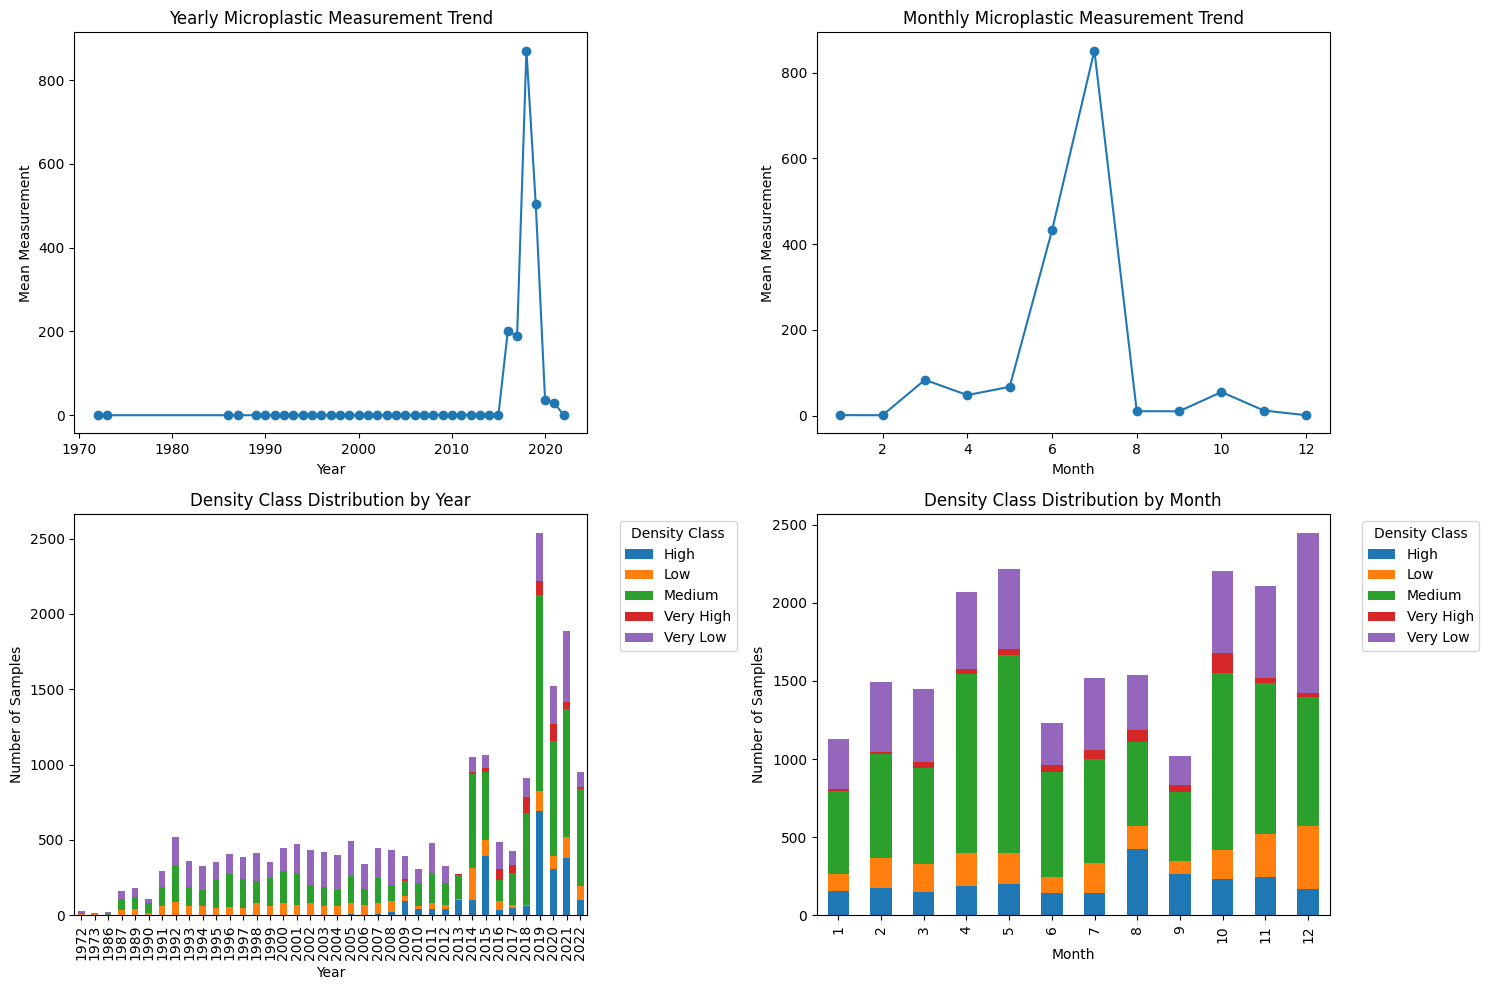 Yearly Microplastic Measurement Trend
Mean Measurement
800
600
400
200
0
1970 1980 1990 2000 2010 2020
Year
Monthly Microplastic Measurement Trend
Mean Measurement
800
600
400
200
0
2 4 6 8 10 12
Month
Density Class Distribution by Year
Number of Samples
2500
2000
1500
1000
500
0
1972 1973 1986 1987 1989 1990 1991 1992 1993 1994 1995 1996 1997 1998 1999 2000 2001 2002 2003 2004 2005 2006 2007 2008 2009 2010 2011 2012 2013 2014 2015 2016 2017 2018 2019 2020 2021 2022
Year
Density Class
High
Low
Medium
Very High
Very Low
Density Class Distribution by Month
Number of Samples
2500
2000
1500
1000
500
0
1 2 3 4 5 6 7 8 9 10 11 12
Month
Density Class
High
Low
Medium
Very High
Very Low